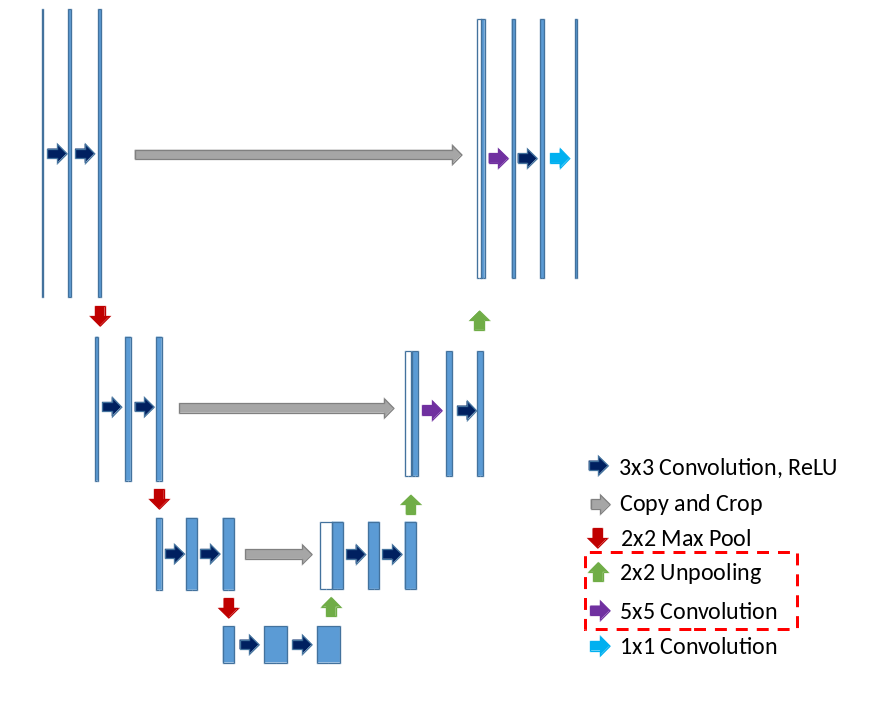 3x3 Convolution, ReLU
Copy and Crop
2x2 Max Pool
2x2 Unpooling
5x5 Convolution
1x1 Convolution